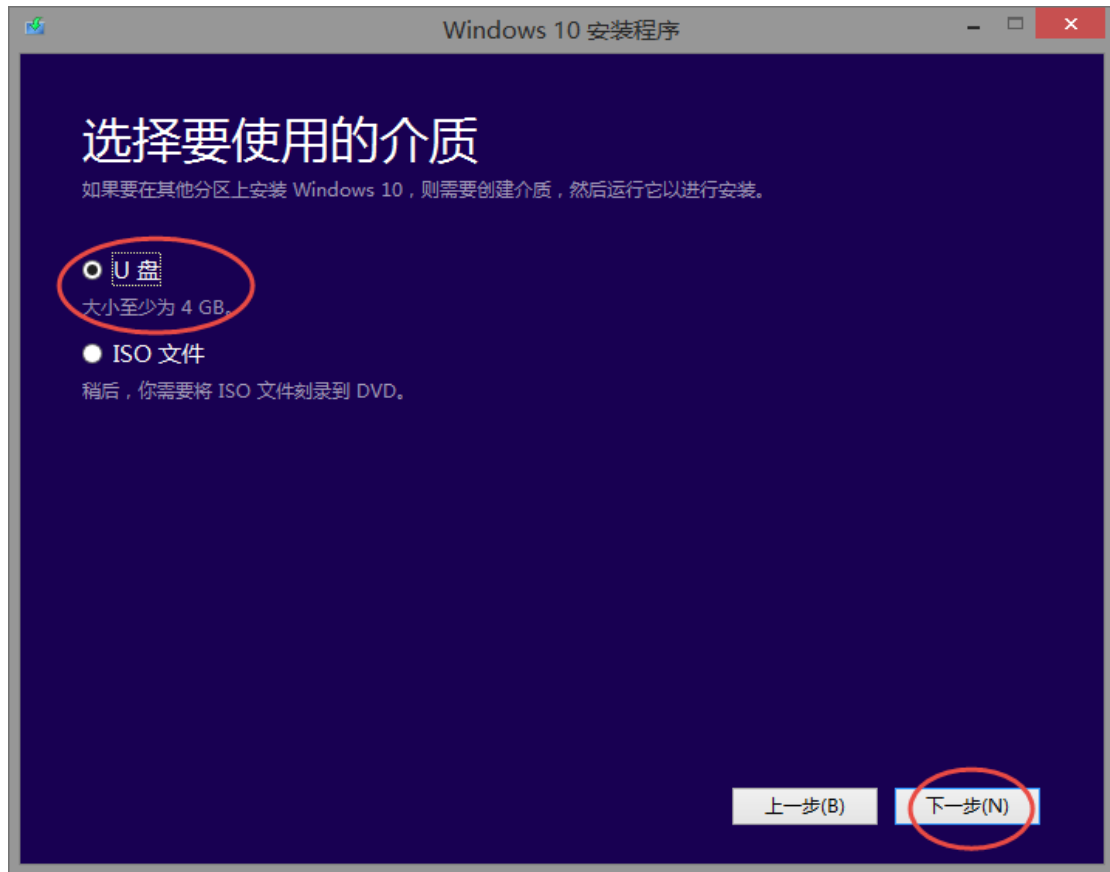 Windows 10 安装程序
选择要使用的介质
如果要在其他分区上安装 Windows 10，则需要创建介质，然后运行它以进行安装。
U 盘
大小至少为 4 GB。
ISO 文件
稍后，你需要将 ISO 文件刻录到 DVD。
上一步(B)
下一步(N)